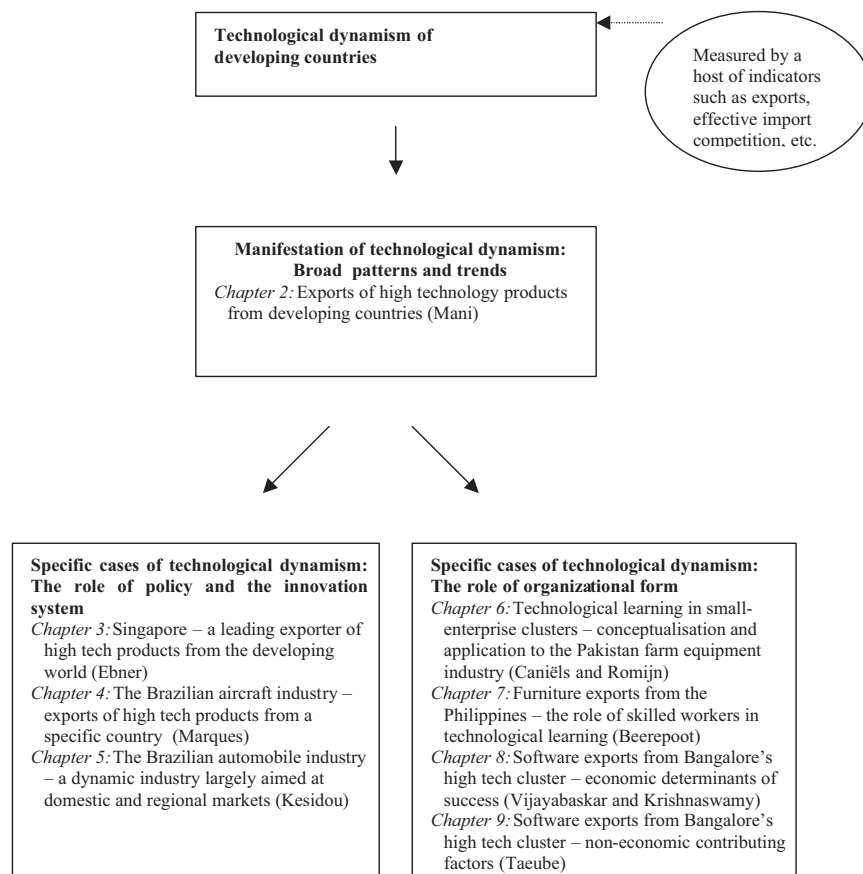 Technological dynamism of
developing countries
Measured by a
host of indicators
such as exports,
effective import
competition, etc.
Manifestation of technological dynamism:
Broad patterns and trends
Chapter 2: Exports of high technology products
from developing countries (Mani)
Specific cases of technological dynamism:
The role of policy and the innovation
system
Chapter 3: Singapore – a leading exporter of
high tech products from the developing
world (Ebner)
Chapter 4: The Brazilian aircraft industry –
exports of high tech products from a
specific country (Marques)
Chapter 5: The Brazilian automobile industry
– a dynamic industry largely aimed at
domestic and regional markets (Kesidou)
Specific cases of technological dynamism:
The role of organizational form
Chapter 6: Technological learning in small-
enterprise clusters – conceptualisation and
application to the Pakistan farm equipment
industry (Caniëls and Romijn)
Chapter 7: Furniture exports from the
Philippines – the role of skilled workers in
technological learning (Beerepoot)
Chapter 8: Software exports from Bangalore's
high tech cluster – economic determinants of
success (Vijayabaskar and Krishnaswamy)
Chapter 9: Software exports from Bangalore's
high tech cluster – non-economic contributing
factors (Taeube)